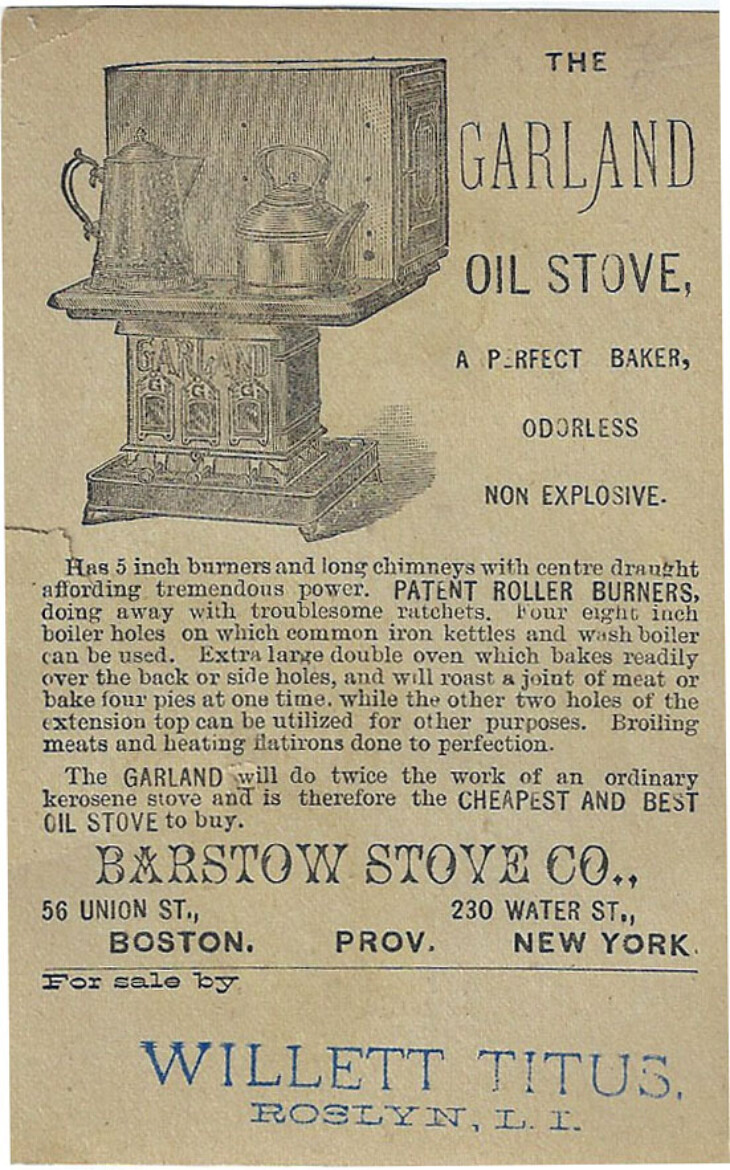 THE
GARLAND
OIL STOVE,
A PERFECT BAKER,
ODORLESS
NON EXPLOSIVE.
GARLAND
G G G
Has 5 inch burners and long chimneys with centre draught
affording tremendous power. PATENT ROLLER BURNERS,
doing away with troublesome ratchets. Four eight inch
boiler holes on which common iron kettles and wash boiler
can be used. Extra large double oven which bakes readily
over the back or side holes, and will roast a joint of meat or
bake four pies at one time. while the other two holes of the
extension top can be utilized for other purposes. Broiling
meats and heating flatirons done to perfection.
The GARLAND will do twice the work of an ordinary
kerosene stove and is therefore the CHEAPEST AND BEST
OIL STOVE to buy.
BARSTOW STOVE CO.,
56 UNION ST., 230 WATER ST.,
BOSTON. PROV. NEW YORK.
For sale by
WILLETT TITUS,
ROSLYN, L. I.